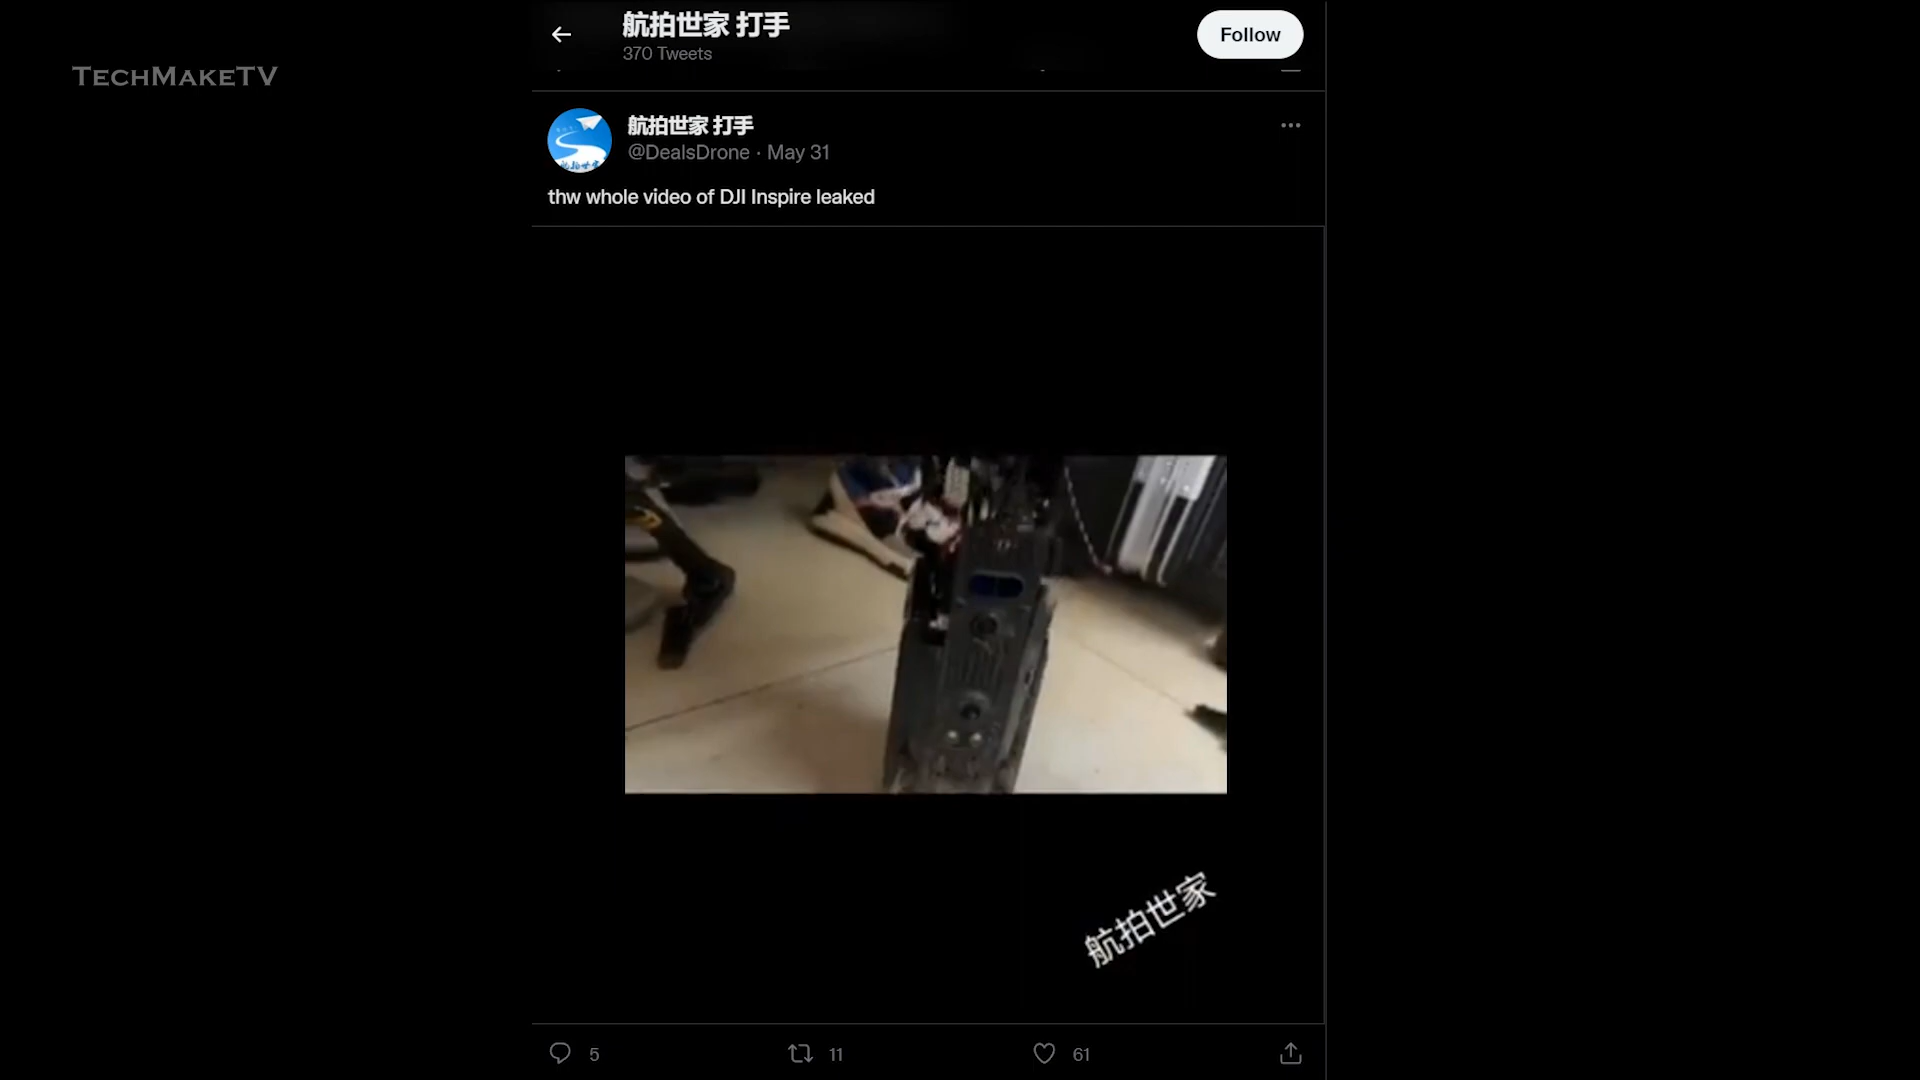 TECHMAKETV
航拍世家 打手
370 Tweets
Follow
航拍世家 打手
@DealsDrone · May 31
thw whole video of DJI Inspire leaked
航拍世家
5
11
61